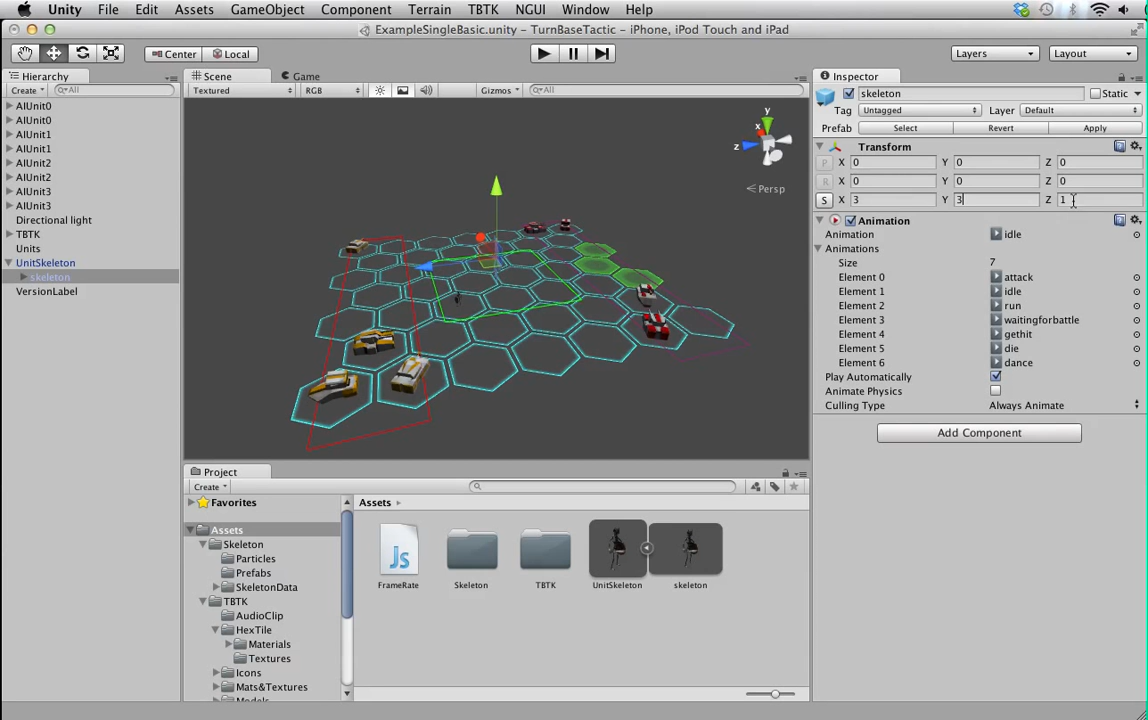 Unity File Edit Assets GameObject Component Terrain TBTK NGUI Window Help
ExampleSingleBasic.unity - TurnBaseTactic - iPhone, iPod Touch and iPad
Center Local Layers Layout
Hierarchy
Create All
AIUnit0
AIUnit0
AIUnit1
AIUnit1
AIUnit2
AIUnit2
AIUnit3
AIUnit3
Directional light
TBTK
Units
UnitSkeleton
skeleton
VersionLabel
Scene Game
Textured RGB Gizmos All
y
x
z
Persp
Project
Create
Favorites
Assets
Skeleton
Particles
Prefabs
SkeletonData
TBTK
AudioClip
HexTile
Materials
Textures
Icons
Mats&Textures
Models
Assets
Js
FrameRate Skeleton TBTK UnitSkeleton skeleton
Inspector
skeleton Static
Tag Untagged Layer Default
Prefab Select Revert Apply
Transform
P X 0 Y 0 Z 0
R X 0 Y 0 Z 0
S X 3 Y 3 Z 1
Animation
Animation idle
Animations
Size 7
Element 0 attack
Element 1 idle
Element 2 run
Element 3 waitingforbattle
Element 4 gethit
Element 5 die
Element 6 dance
Play Automatically
Animate Physics
Culling Type Always Animate
Add Component